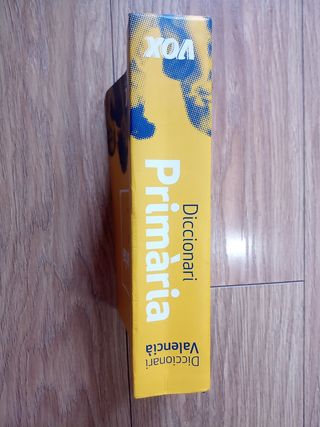 VOX
Diccionari
Primària
Diccionari
Valencià